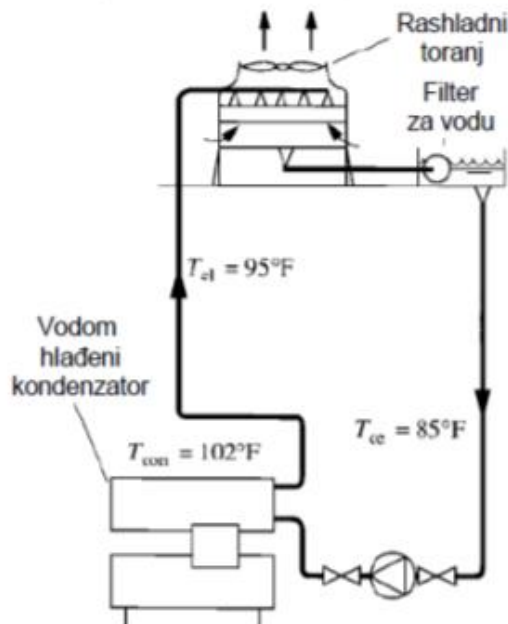 Rashladni
toranj
Filter
za vodu
T_cl = 95°F
Vodom
hlađeni
kondenzator
T_con = 102°F
T_ce = 85°F